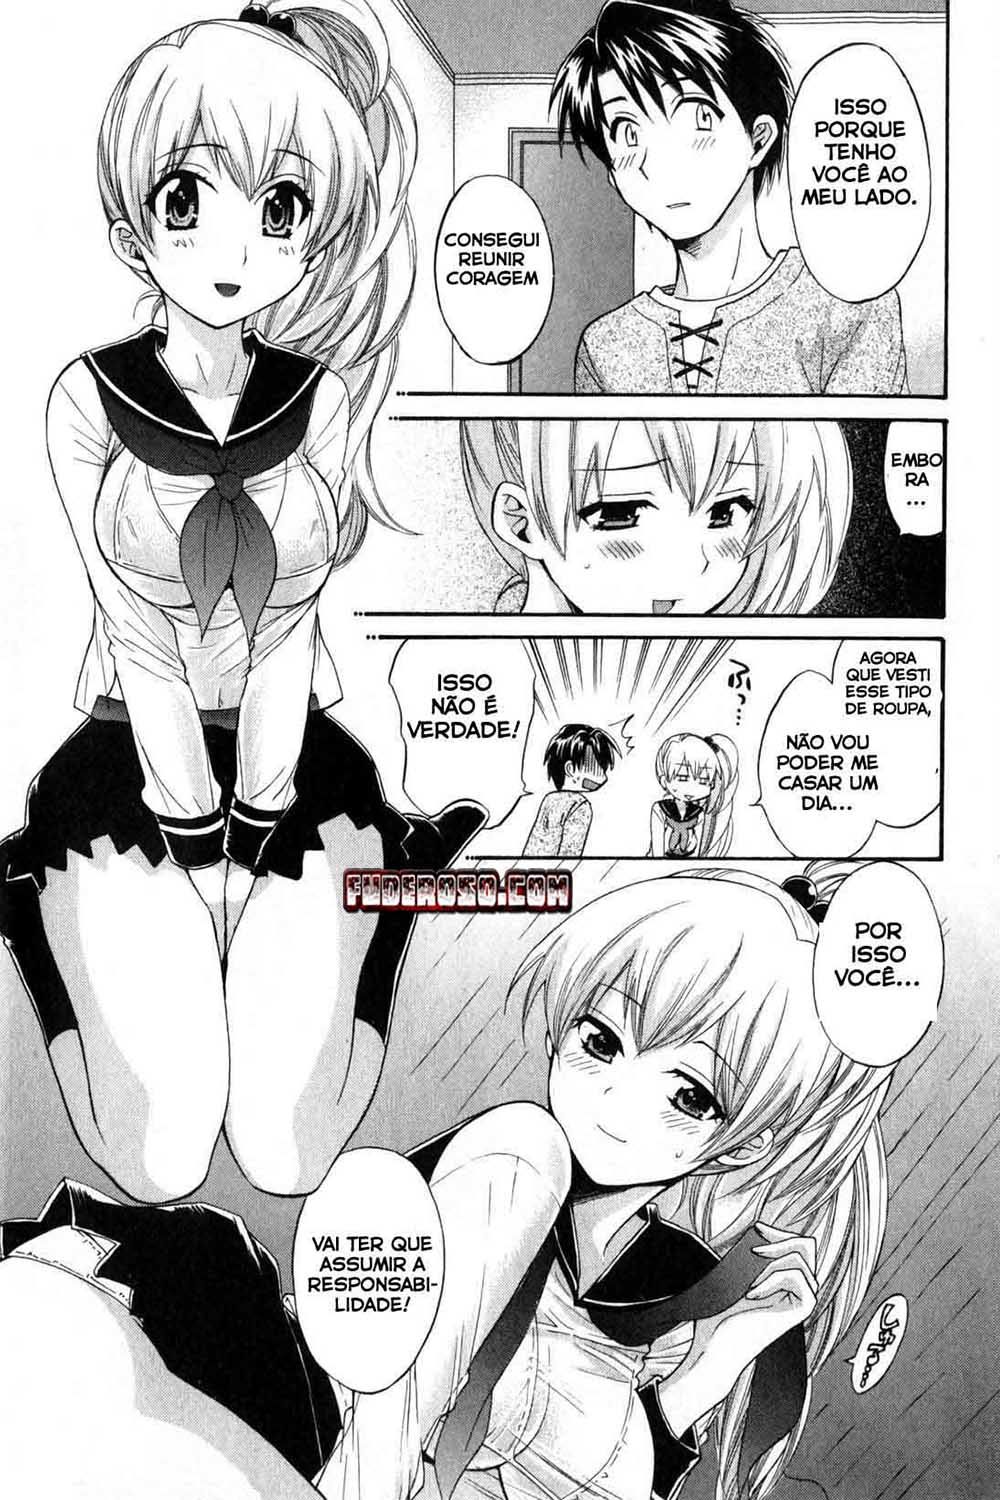 ISSO
PORQUE
TENHO
VOCÊ AO
MEU LADO.
CONSEGUI
REUNIR
CORAGEM
EMBO
RA
...
AGORA
QUE VESTI
ESSE TIPO
DE ROUPA,
NÃO VOU
PODER ME
CASAR UM
DIA...
ふぅ…
ISSO
NÃO É
VERDADE!
FUDEROSO.COM
POR
ISSO
VOCÊ...
VAI TER QUE
ASSUMIR A
RESPONSABI-
LIDADE!